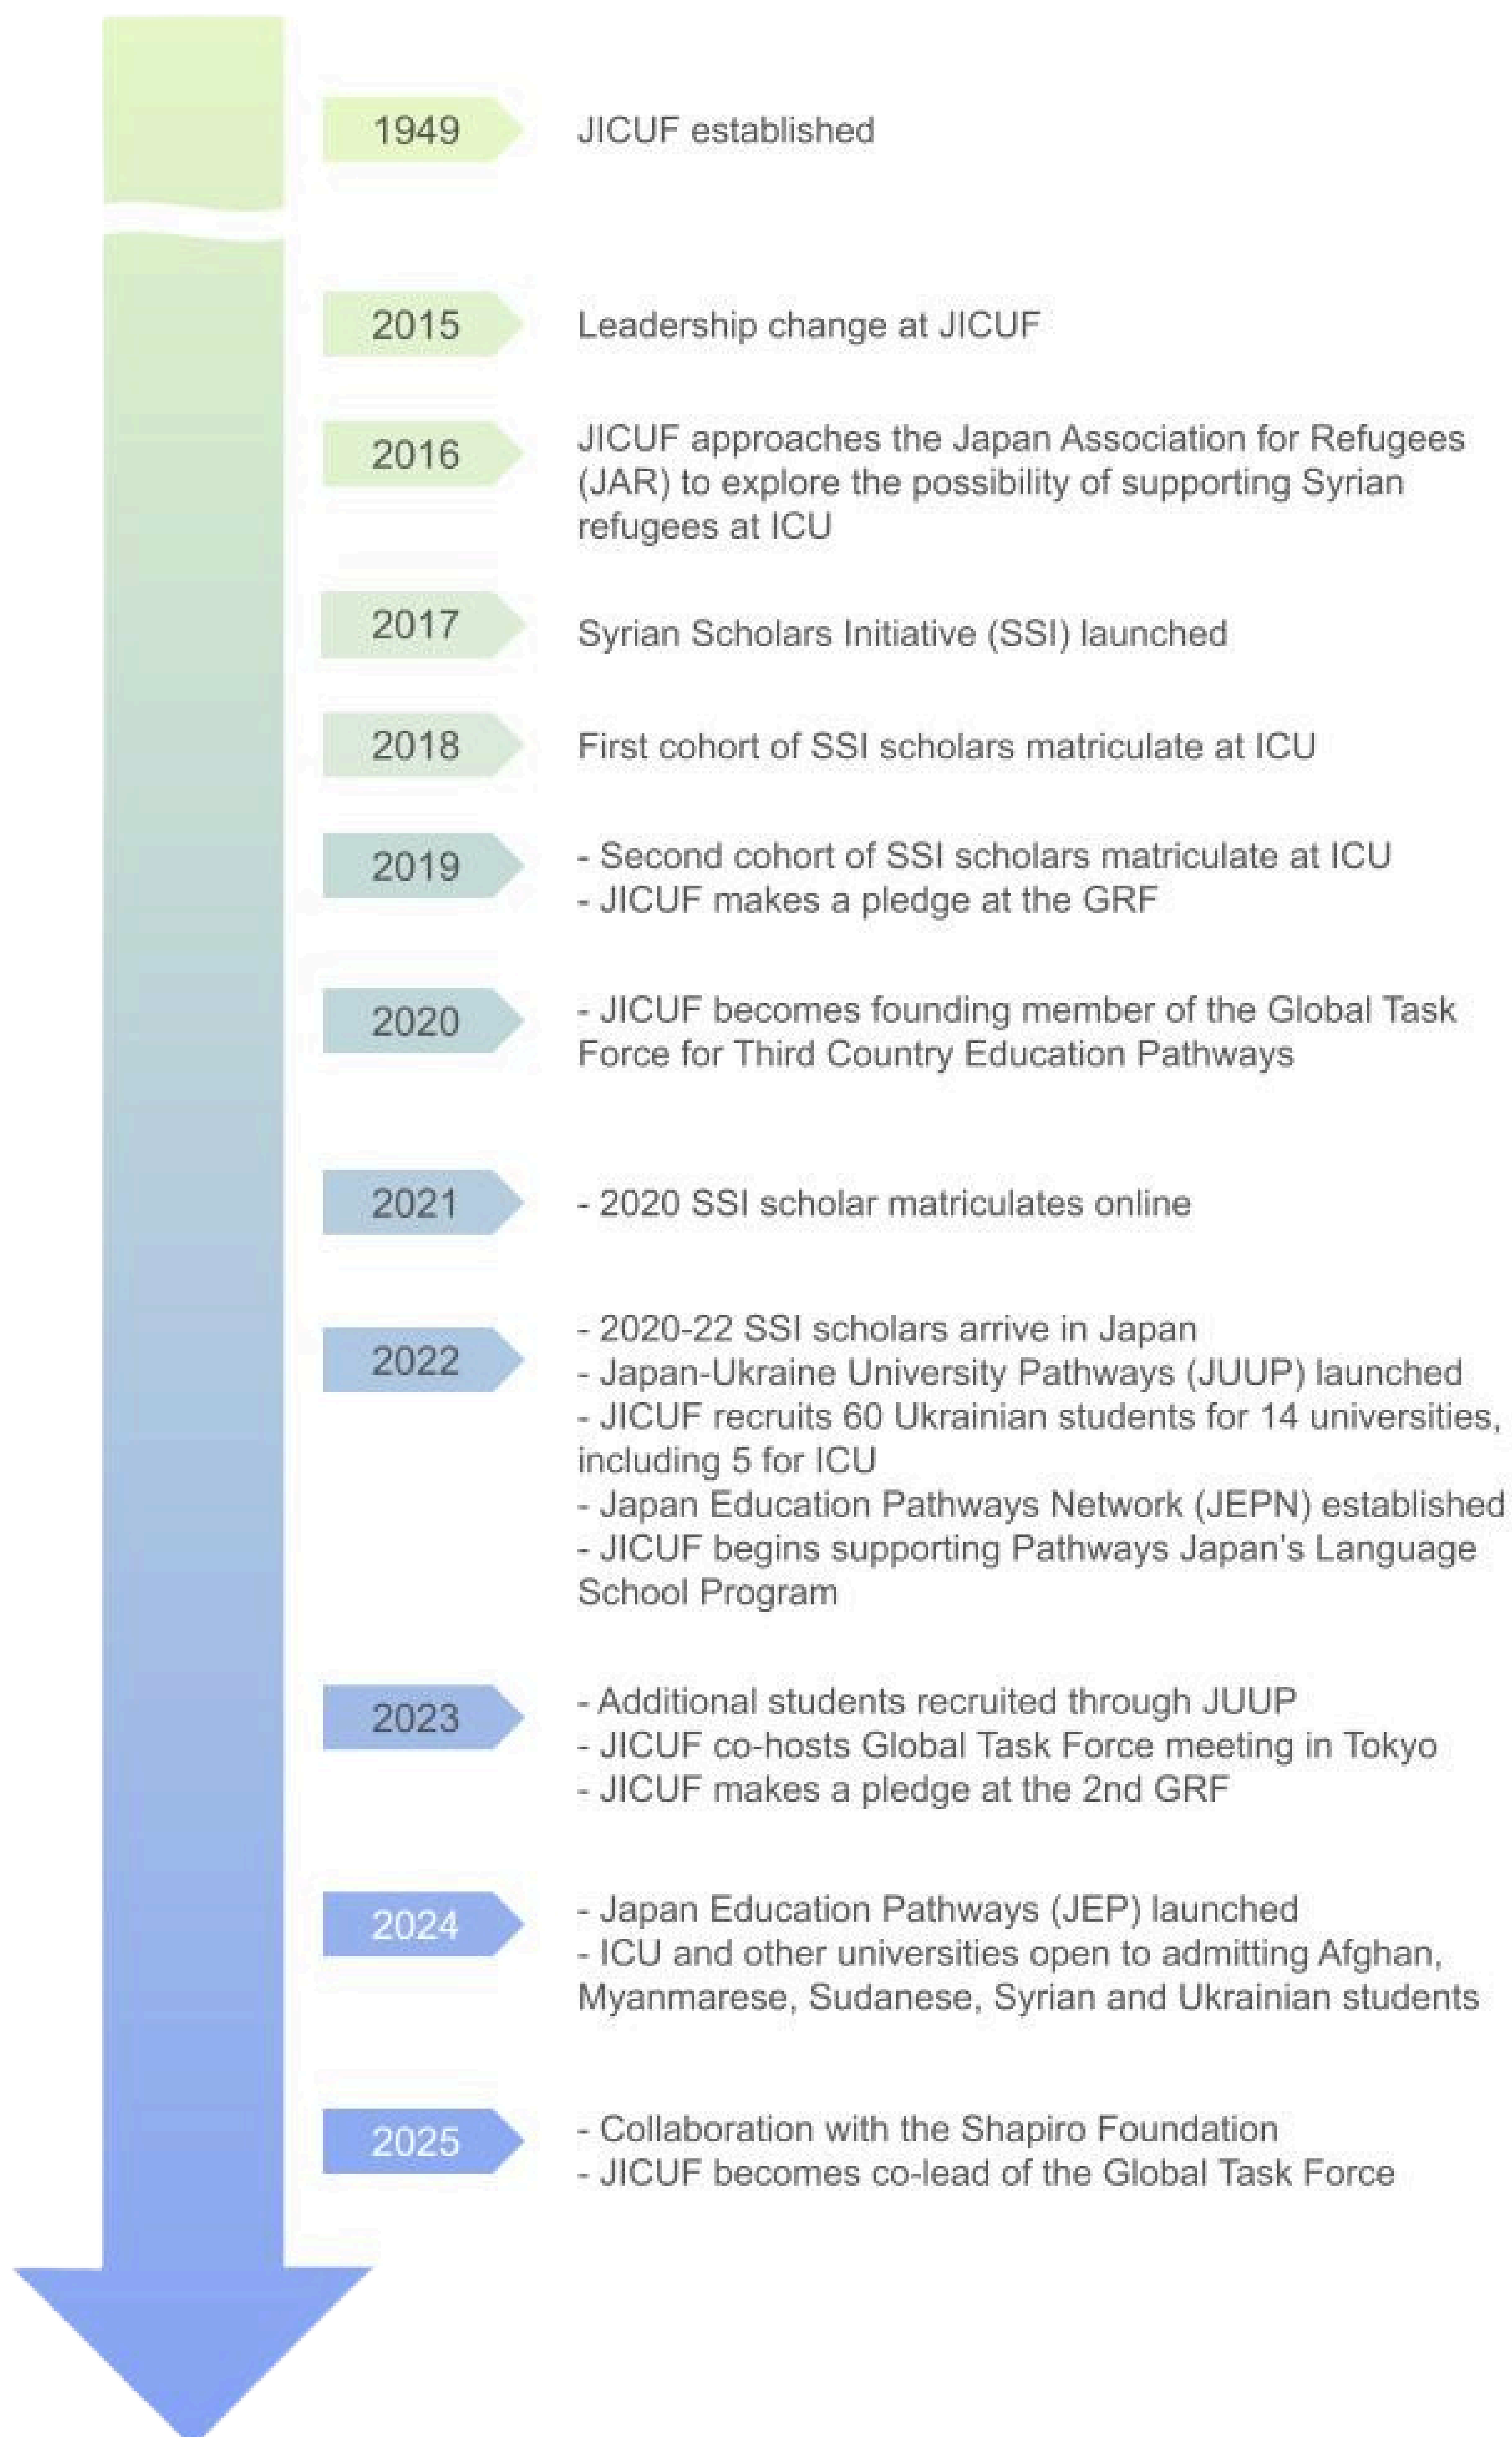 1949
JICUF established
2015
Leadership change at JICUF
2016
JICUF approaches the Japan Association for Refugees
(JAR) to explore the possibility of supporting Syrian
refugees at ICU
2017
Syrian Scholars Initiative (SSI) launched
2018
First cohort of SSI scholars matriculate at ICU
2019
- Second cohort of SSI scholars matriculate at ICU
- JICUF makes a pledge at the GRF
2020
- JICUF becomes founding member of the Global Task
Force for Third Country Education Pathways
2021
- 2020 SSI scholar matriculates online
2022
- 2020-22 SSI scholars arrive in Japan
- Japan-Ukraine University Pathways (JUUP) launched
- JICUF recruits 60 Ukrainian students for 14 universities,
including 5 for ICU
- Japan Education Pathways Network (JEPN) established
- JICUF begins supporting Pathways Japan's Language
School Program
2023
- Additional students recruited through JUUP
- JICUF co-hosts Global Task Force meeting in Tokyo
- JICUF makes a pledge at the 2nd GRF
2024
- Japan Education Pathways (JEP) launched
- ICU and other universities open to admitting Afghan,
Myanmarese, Sudanese, Syrian and Ukrainian students
2025
- Collaboration with the Shapiro Foundation
- JICUF becomes co-lead of the Global Task Force